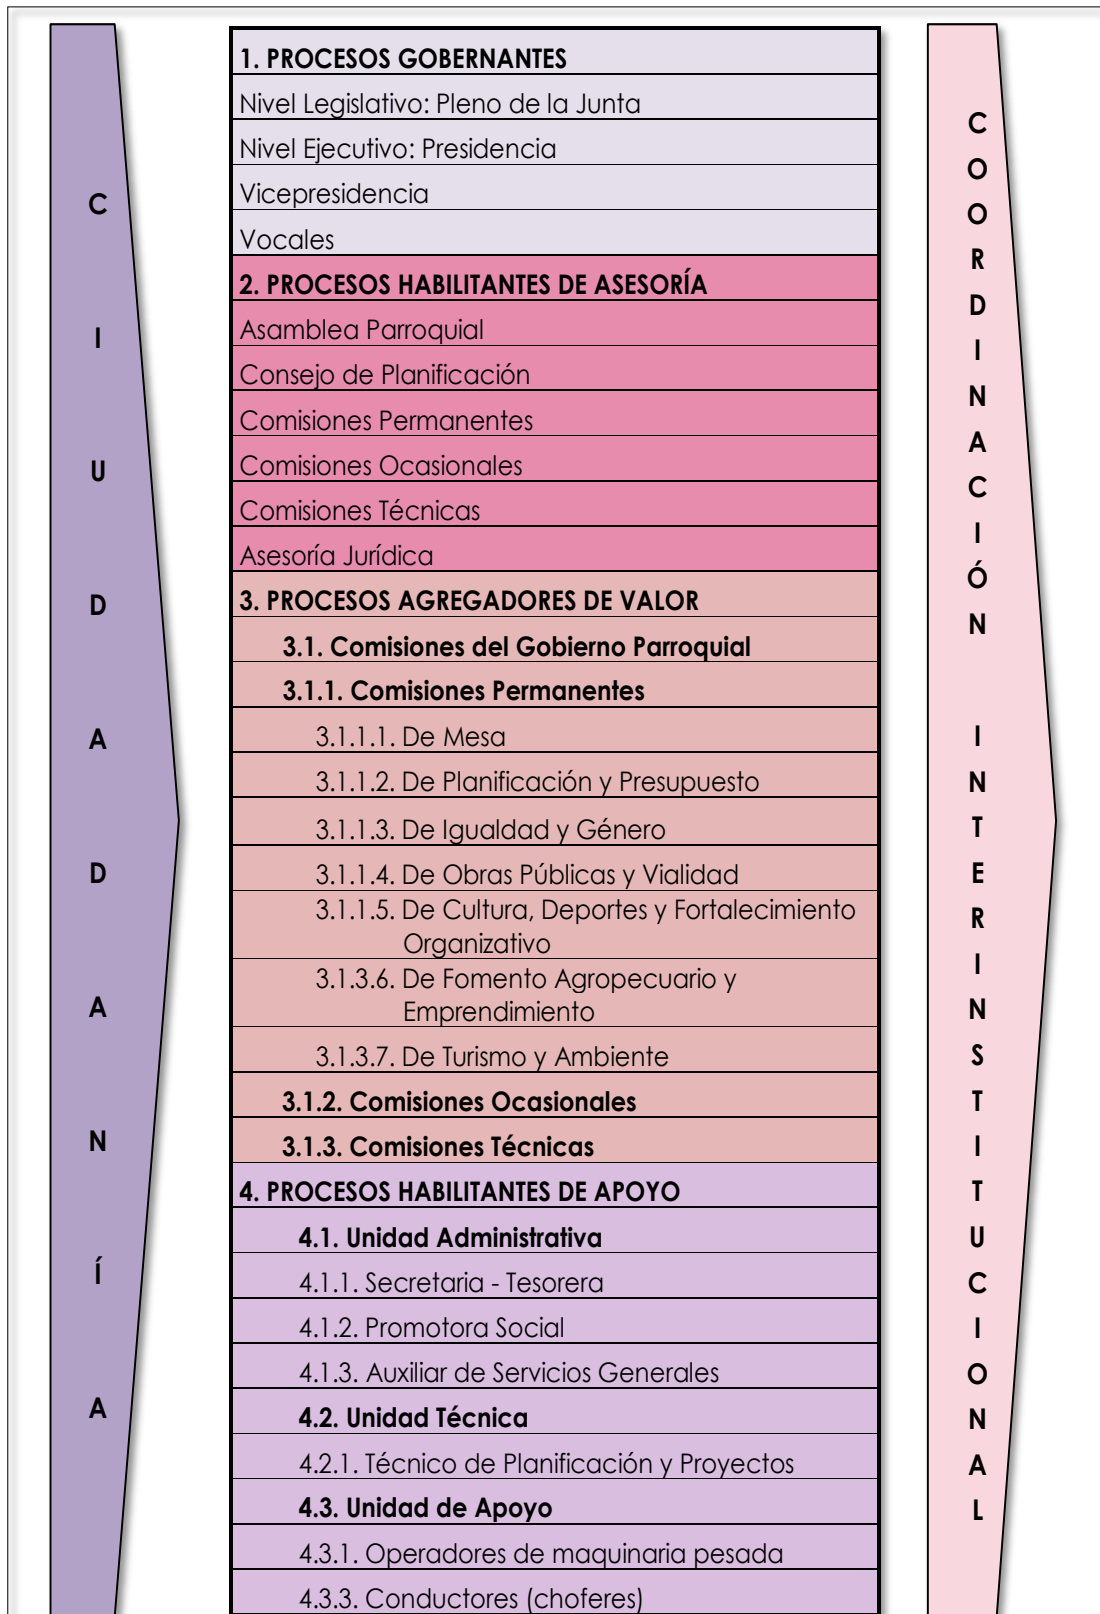 CIUDADANÍA
1. PROCESOS GOBERNANTES
Nivel Legislativo: Pleno de la Junta
Nivel Ejecutivo: Presidencia
Vicepresidencia
Vocales
2. PROCESOS HABILITANTES DE ASESORÍA
Asamblea Parroquial
Consejo de Planificación
Comisiones Permanentes
Comisiones Ocasionales
Comisiones Técnicas
Asesoría Jurídica
3. PROCESOS AGREGADORES DE VALOR
3.1. Comisiones del Gobierno Parroquial
3.1.1. Comisiones Permanentes
3.1.1.1. De Mesa
3.1.1.2. De Planificación y Presupuesto
3.1.1.3. De Igualdad y Género
3.1.1.4. De Obras Públicas y Vialidad
3.1.1.5. De Cultura, Deportes y Fortalecimiento
Organizativo
3.1.3.6. De Fomento Agropecuario y
Emprendimiento
3.1.3.7. De Turismo y Ambiente
3.1.2. Comisiones Ocasionales
3.1.3. Comisiones Técnicas
4. PROCESOS HABILITANTES DE APOYO
4.1. Unidad Administrativa
4.1.1. Secretaria - Tesorera
4.1.2. Promotora Social
4.1.3. Auxiliar de Servicios Generales
4.2. Unidad Técnica
4.2.1. Técnico de Planificación y Proyectos
4.3. Unidad de Apoyo
4.3.1. Operadores de maquinaria pesada
4.3.3. Conductores (choferes)
COORDINACIÓN INTERINSTITUCIONAL